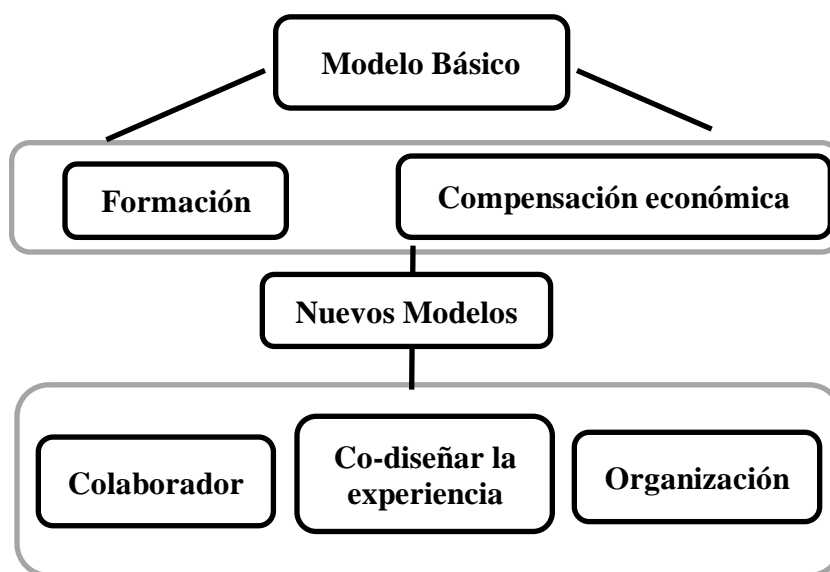 Modelo Básico
Formación
Compensación económica
Nuevos Modelos
Colaborador
Co-diseñar la
experiencia
Organización